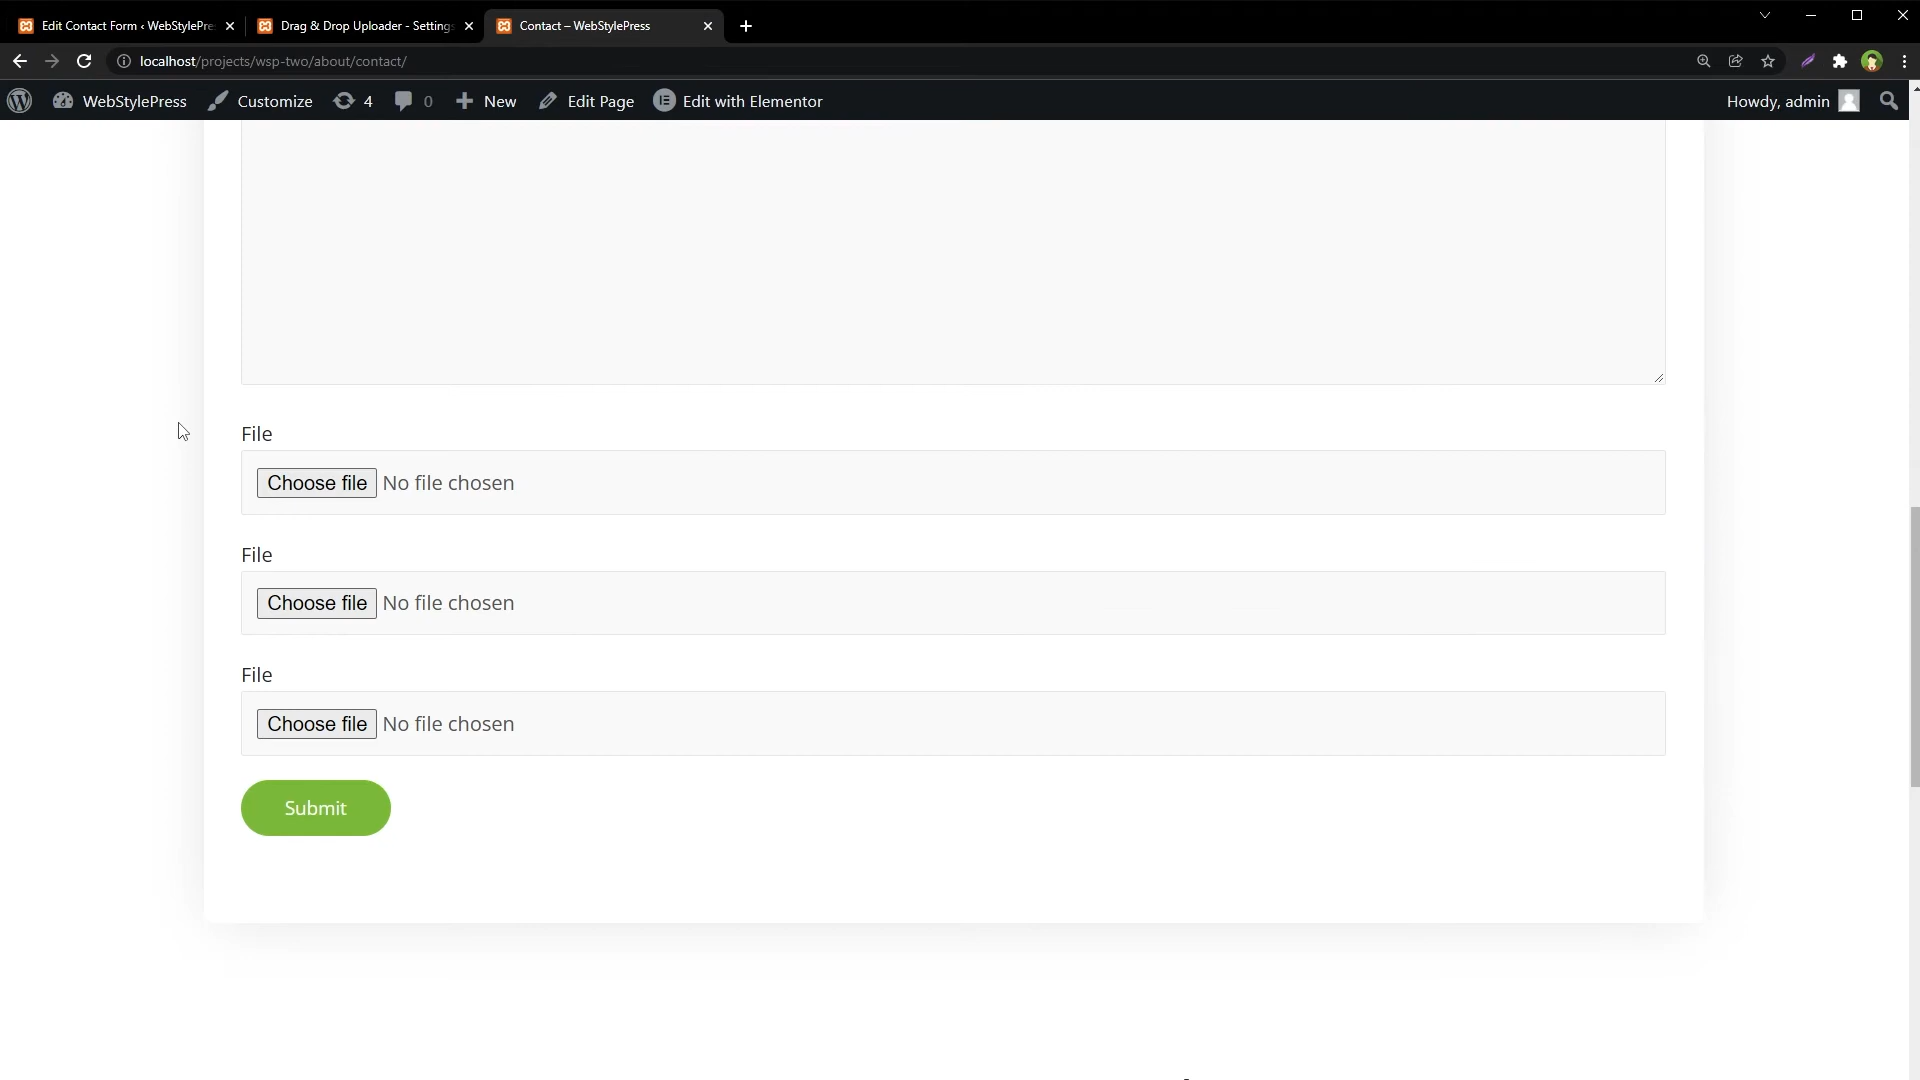 Edit Contact Form ‹ WebStylePre
Drag & Drop Uploader - Settings
Contact – WebStylePress
localhost/projects/wsp-two/about/contact/
WebStylePress
Customize
4
0
New
Edit Page
Edit with Elementor
Howdy, admin
File
Choose file No file chosen
File
Choose file No file chosen
File
Choose file No file chosen
Submit